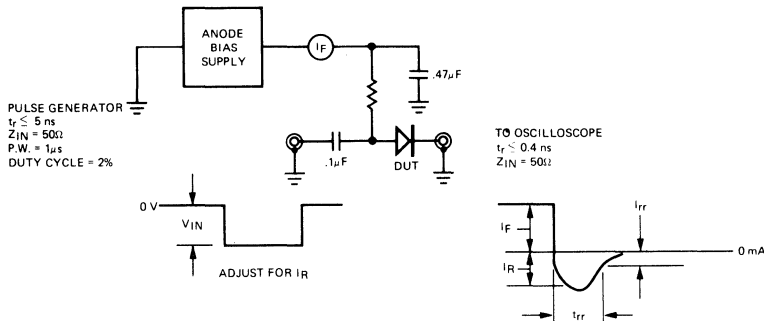 ANODE
BIAS
SUPPLY
IF
.47µF
PULSE GENERATOR
tr ≤ 5 ns
ZIN = 50Ω
P.W. = 1µs
DUTY CYCLE = 2%
.1µF
DUT
TO OSCILLOSCOPE
tr ≤ 0.4 ns
ZIN = 50Ω
0 V
VIN
ADJUST FOR IR
IF
IR
Irr
0 mA
trr